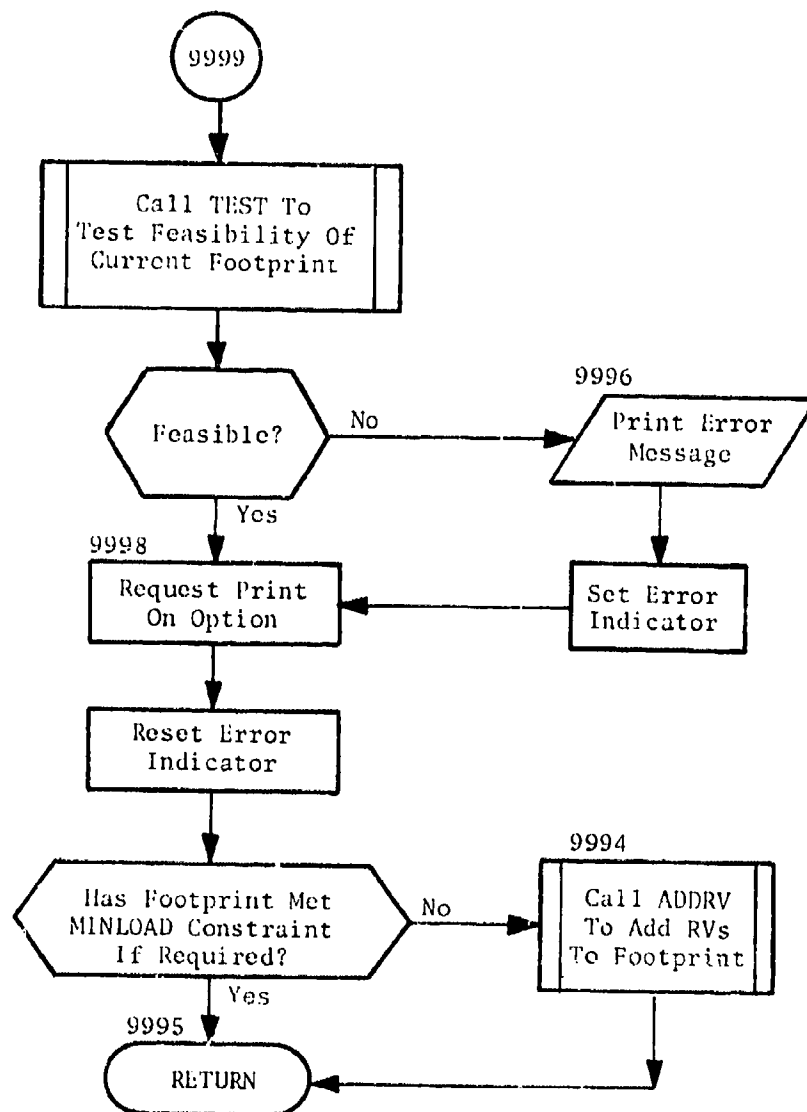 9999
Call TEST To
Test Feasibility Of
Current Footprint
Feasible?
No
9996
Print Error
Message
Yes
9998
Request Print
On Option
Set Error
Indicator
Reset Error
Indicator
Has Footprint Met
MINLOAD Constraint
If Required?
No
9994
Call ADDRV
To Add RVs
To Footprint
Yes
9995
RETURN